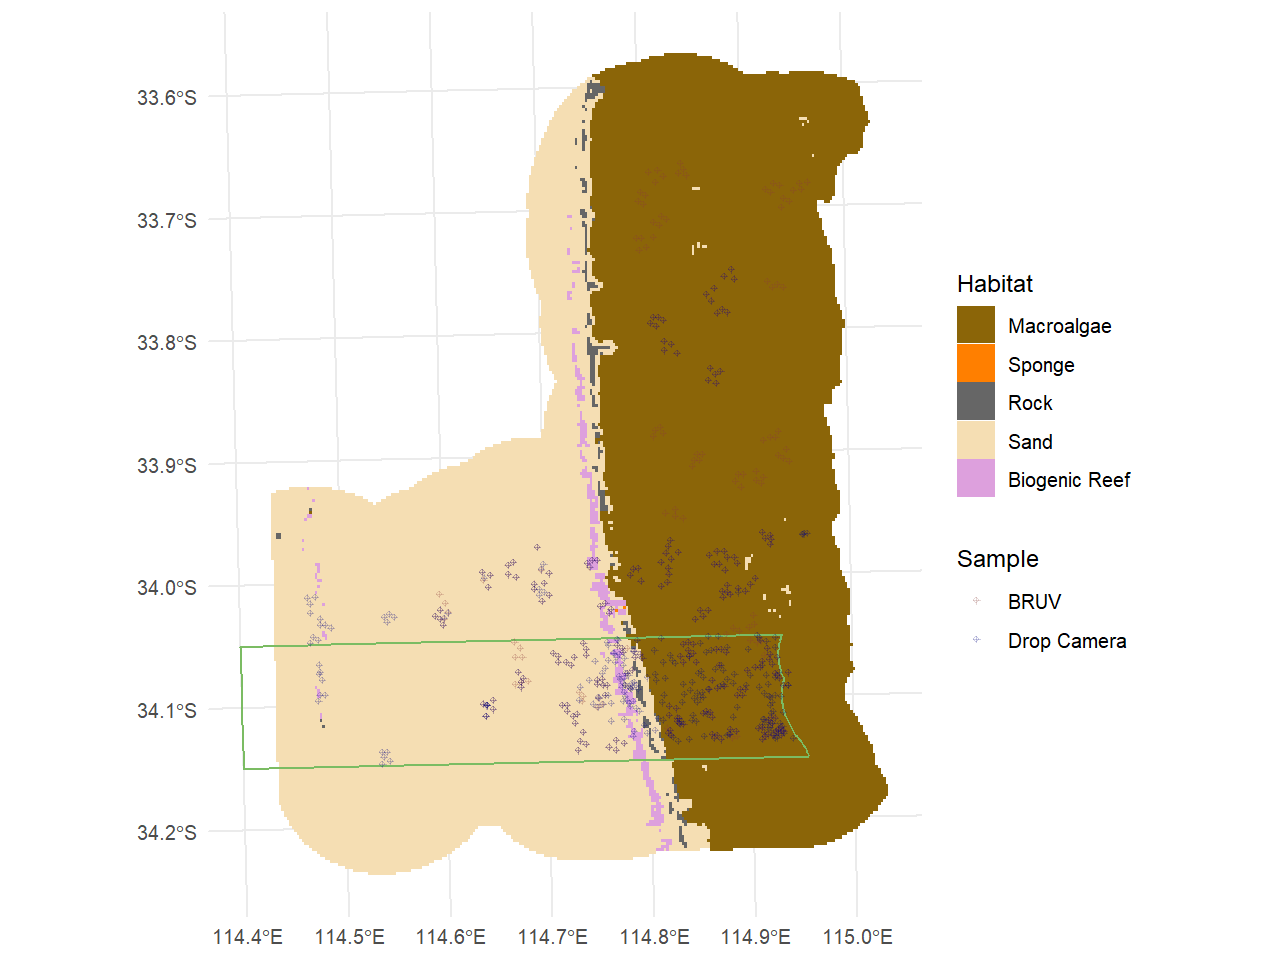 33.6°S
33.7°S
33.8°S
33.9°S
34.0°S
34.1°S
34.2°S
114.4°E
114.5°E
114.6°E
114.7°E
114.8°E
114.9°E
115.0°E
Habitat
Macroalgae
Sponge
Rock
Sand
Biogenic Reef
Sample
BRUV
Drop Camera